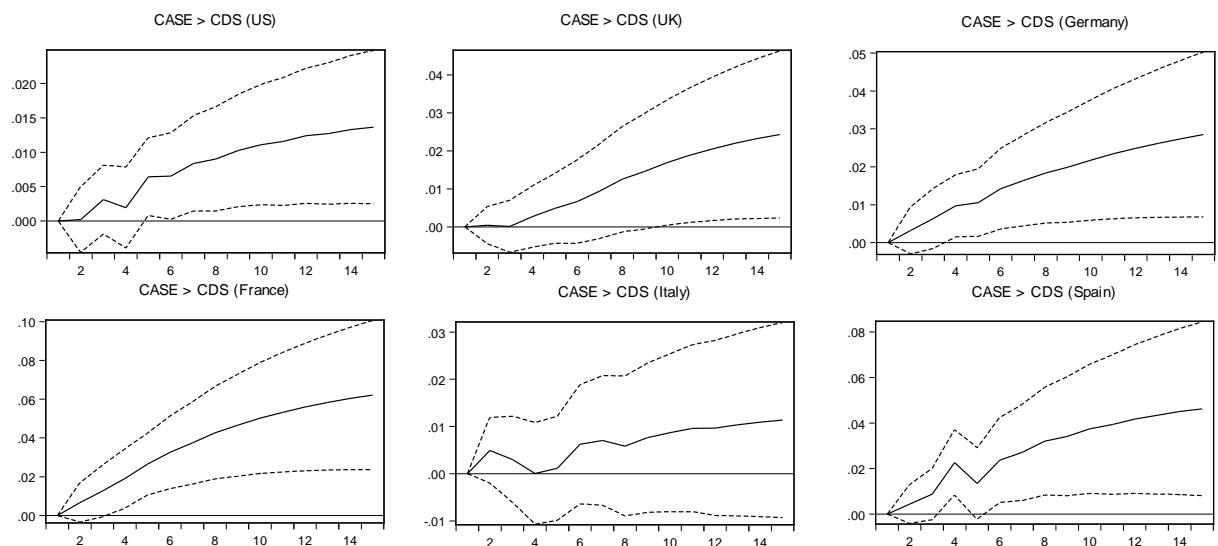 CASE > CDS (US)
CASE > CDS (UK)
CASE > CDS (Germany)
.020
.015
.010
.005
.000
2 4 6 8 10 12 14
.04
.03
.02
.01
.00
2 4 6 8 10 12 14
.05
.04
.03
.02
.01
.00
2 4 6 8 10 12 14
CASE > CDS (France)
CASE > CDS (Italy)
CASE > CDS (Spain)
.10
.08
.06
.04
.02
.00
2 4 6 8 10 12 14
.03
.02
.01
.00
-.01
2 4 6 8 10 12 14
.08
.06
.04
.02
.00
2 4 6 8 10 12 14